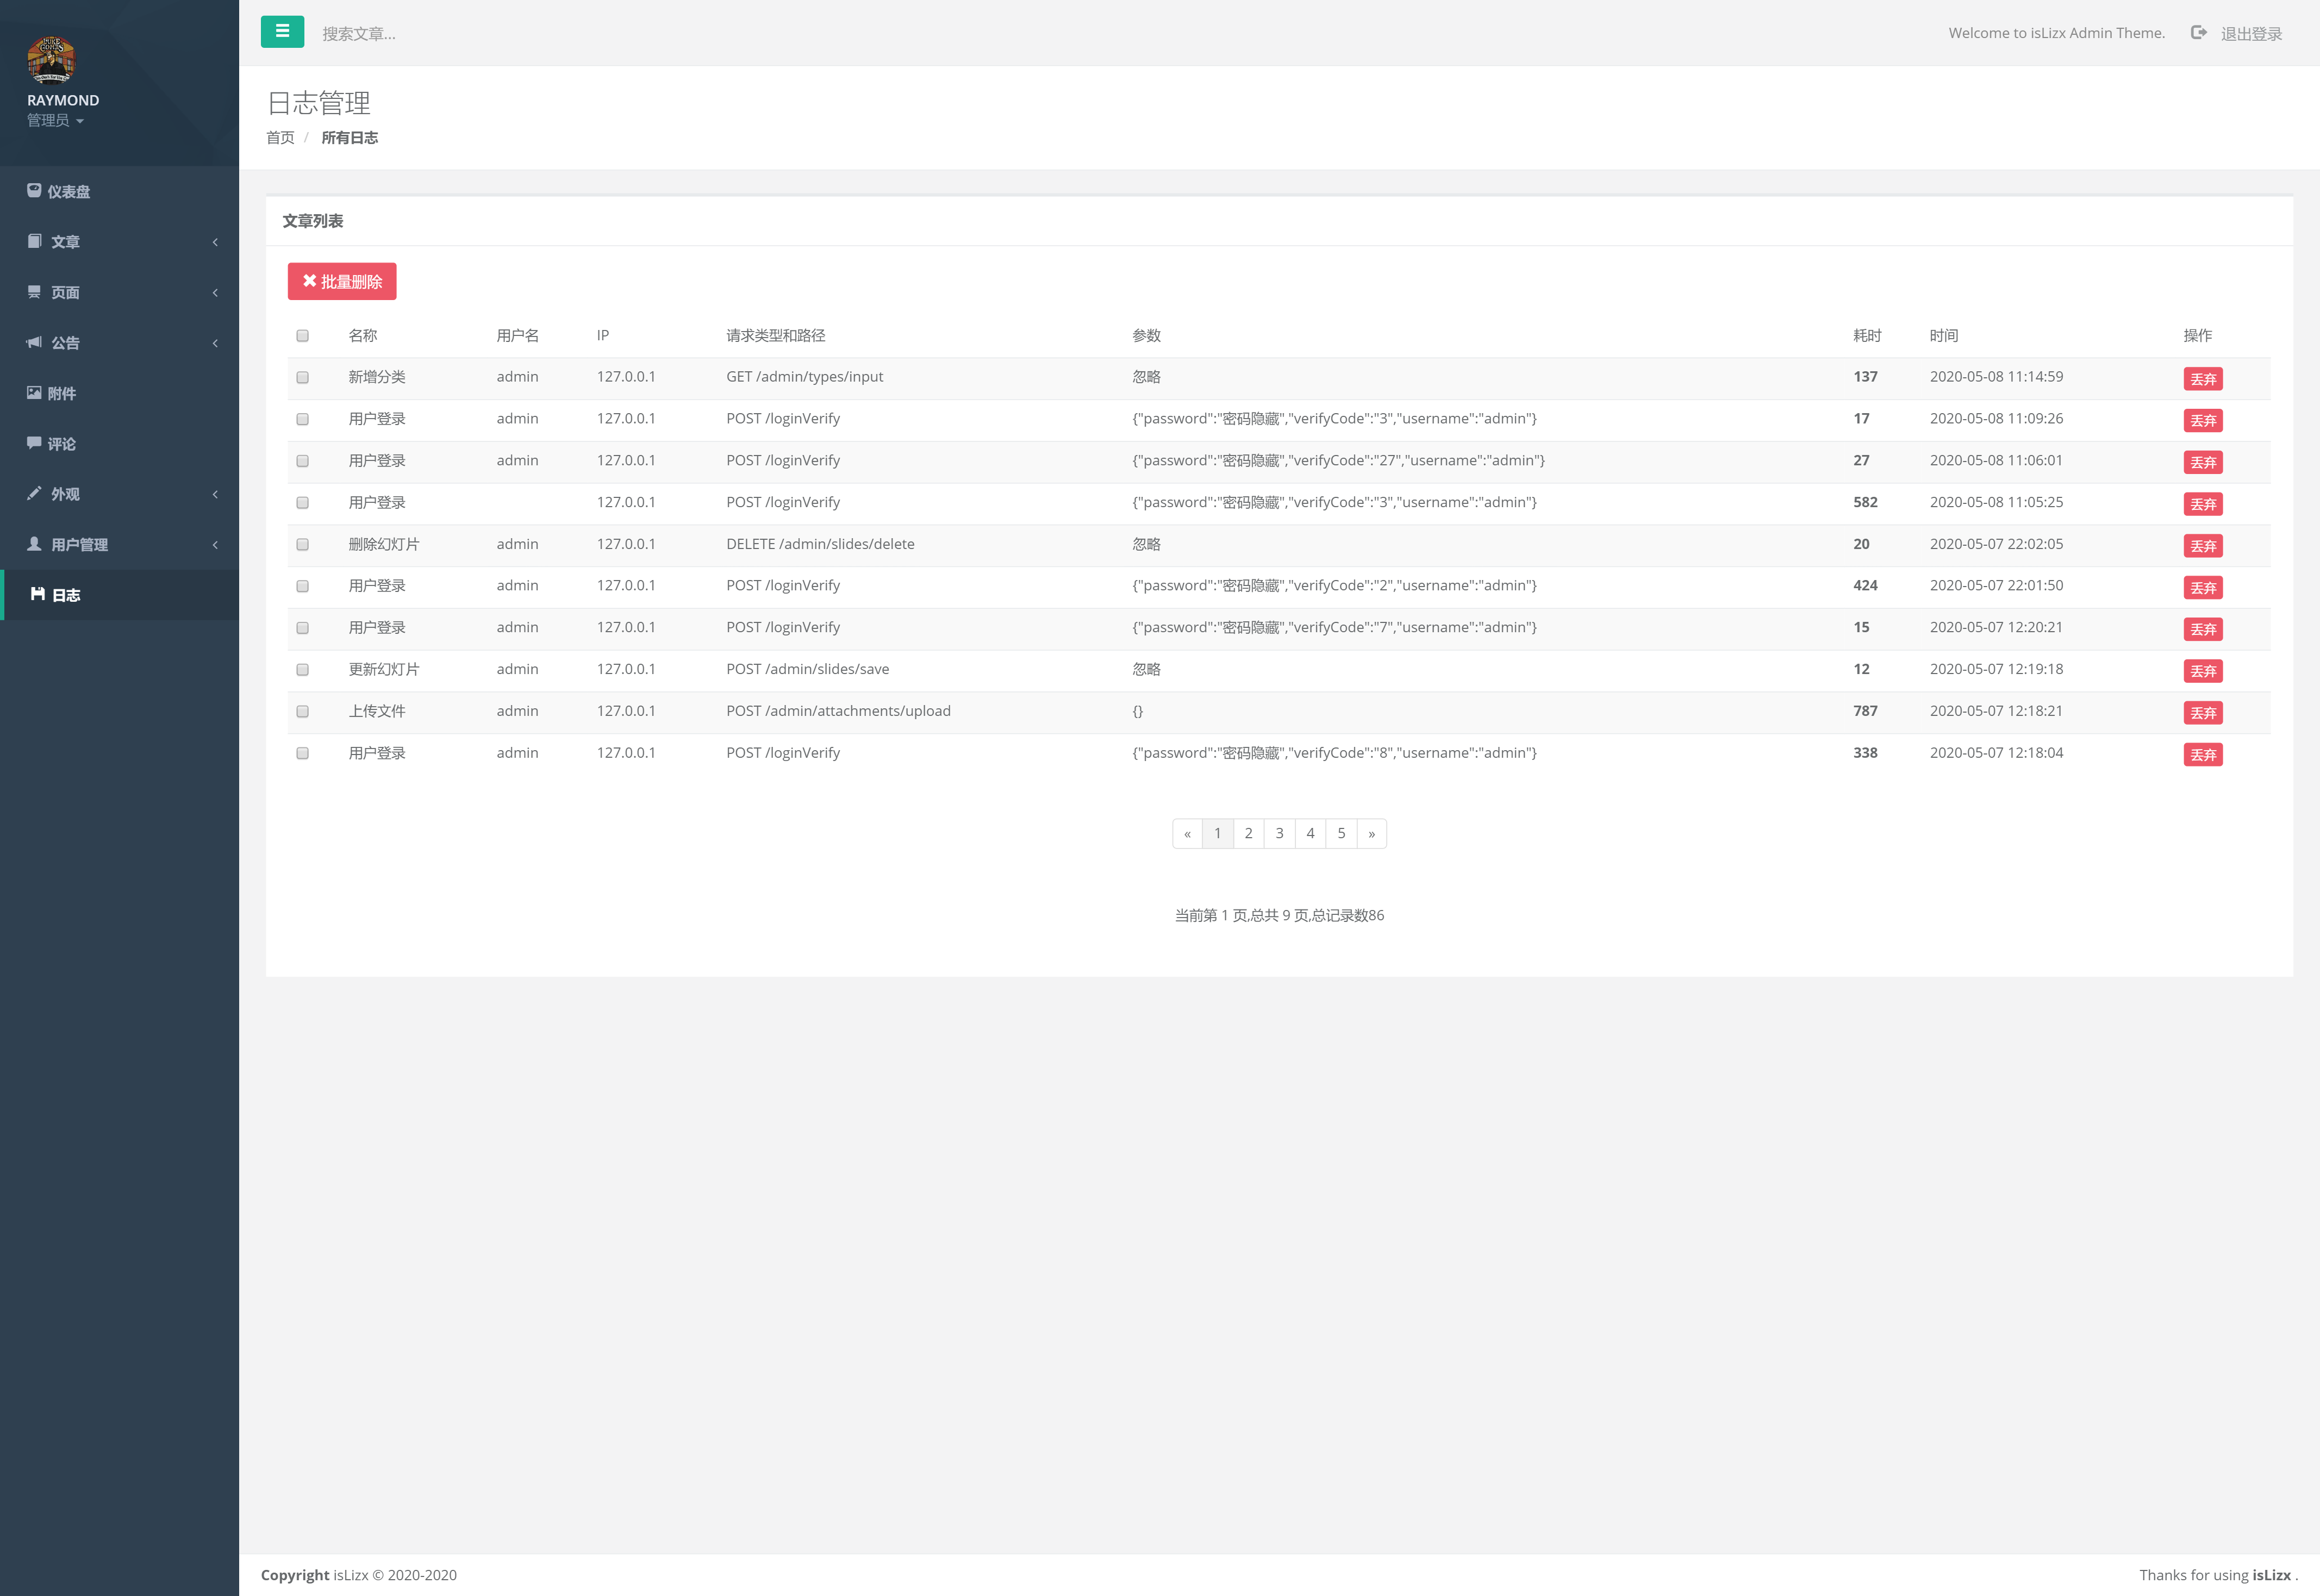 RAYMOND
管理员
仪表盘
文章
页面
公告
附件
评论
外观
用户管理
日志
搜索文章...
Welcome to isLizx Admin Theme.
退出登录
日志管理
首页 / 所有日志
文章列表
批量删除
名称 用户名 IP 请求类型和路径 参数 耗时 时间 操作
新增分类 admin 127.0.0.1 GET /admin/types/input 忽略 137 2020-05-08 11:14:59 丢弃
用户登录 admin 127.0.0.1 POST /loginVerify {"password":"密码隐藏","verifyCode":"3","username":"admin"} 17 2020-05-08 11:09:26 丢弃
用户登录 admin 127.0.0.1 POST /loginVerify {"password":"密码隐藏","verifyCode":"27","username":"admin"} 27 2020-05-08 11:06:01 丢弃
用户登录 127.0.0.1 POST /loginVerify {"password":"密码隐藏","verifyCode":"3","username":"admin"} 582 2020-05-08 11:05:25 丢弃
删除幻灯片 admin 127.0.0.1 DELETE /admin/slides/delete 忽略 20 2020-05-07 22:02:05 丢弃
用户登录 admin 127.0.0.1 POST /loginVerify {"password":"密码隐藏","verifyCode":"2","username":"admin"} 424 2020-05-07 22:01:50 丢弃
用户登录 admin 127.0.0.1 POST /loginVerify {"password":"密码隐藏","verifyCode":"7","username":"admin"} 15 2020-05-07 12:20:21 丢弃
更新幻灯片 admin 127.0.0.1 POST /admin/slides/save 忽略 12 2020-05-07 12:19:18 丢弃
上传文件 admin 127.0.0.1 POST /admin/attachments/upload {} 787 2020-05-07 12:18:21 丢弃
用户登录 admin 127.0.0.1 POST /loginVerify {"password":"密码隐藏","verifyCode":"8","username":"admin"} 338 2020-05-07 12:18:04 丢弃
« 1 2 3 4 5 »
当前第 1 页,总共 9 页,总记录数86
Copyright isLizx © 2020-2020
Thanks for using isLizx .